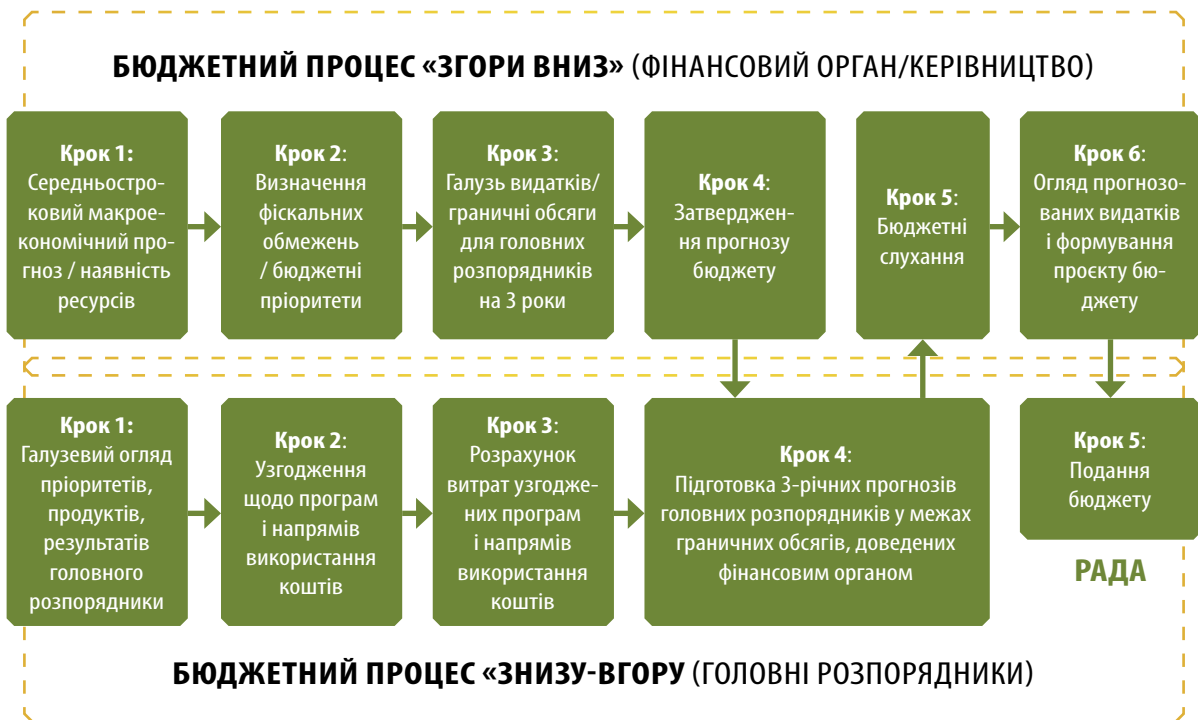 БЮДЖЕТНИЙ ПРОЦЕС «ЗГОРИ ВНИЗ» (ФІНАНСОВИЙ ОРГАН/КЕРІВНИЦТВО)
Крок 1:
Середньостро-
ковий макрое-
кономічний про-
гноз / наявність
ресурсів
Крок 2:
Визначення
фіскальних
обмежень
/ бюджетні
пріоритети
Крок 3:
Галузь видатків/
граничні обсяги
для головних
розпорядників
на 3 роки
Крок 4:
Затверджен-
ня прогнозу
бюджету
Крок 5:
Бюджетні
слухання
Крок 6:
Огляд прогнозо-
ваних видатків
і формування
проєкту бю-
джету
Крок 1:
Галузевий огляд
пріоритетів,
продуктів,
результатів
головного
розпорядники
Крок 2:
Узгодження
щодо програм
і напрямів
використання
коштів
Крок 3:
Розрахунок
витрат узгодже-
них програм
і напрямів
використання
коштів
Крок 4:
Підготовка 3-річних прогнозів
головних розпорядників у межах
граничних обсягів, доведених
фінансовим органом
Крок 5:
Подання
бюджету
РАДА
БЮДЖЕТНИЙ ПРОЦЕС «ЗНИЗУ-ВГОРУ (ГОЛОВНІ РОЗПОРЯДНИКИ)